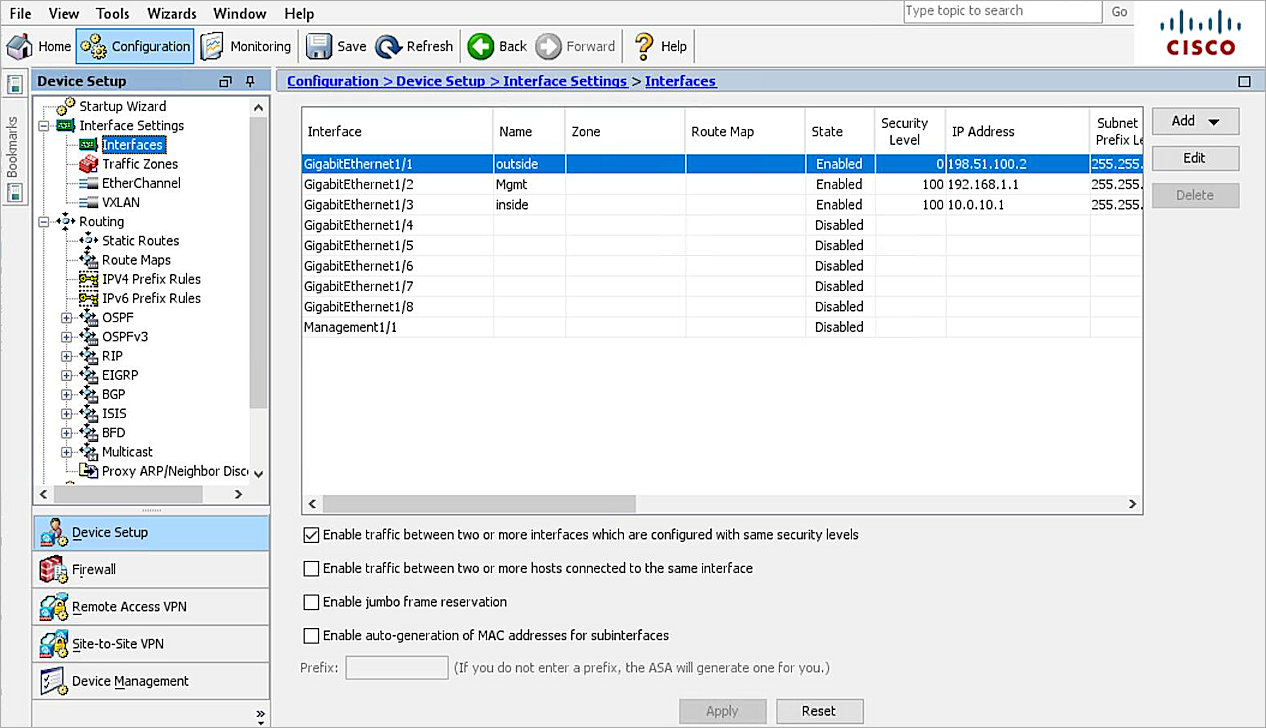 File View Tools Wizards Window Help
Type topic to search Go
Home Configuration Monitoring Save Refresh Back Forward Help
CISCO
Bookmarks
Device Setup
Startup Wizard
Interface Settings
Interfaces
Traffic Zones
EtherChannel
VXLAN
Routing
Static Routes
Route Maps
IPV4 Prefix Rules
IPv6 Prefix Rules
OSPF
OSPFv3
RIP
EIGRP
BGP
ISIS
BFD
Multicast
Proxy ARP/Neighbor Disc
Device Setup
Firewall
Remote Access VPN
Site-to-Site VPN
Device Management
»
Configuration > Device Setup > Interface Settings > Interfaces
Interface Name Zone Route Map State Security Level IP Address Subnet Prefix Le
GigabitEthernet1/1 outside Enabled 0 198.51.100.2 255.255.
GigabitEthernet1/2 Mgmt Enabled 100 192.168.1.1 255.255.
GigabitEthernet1/3 inside Enabled 100 10.0.10.1 255.255.
GigabitEthernet1/4 Disabled
GigabitEthernet1/5 Disabled
GigabitEthernet1/6 Disabled
GigabitEthernet1/7 Disabled
GigabitEthernet1/8 Disabled
Management1/1 Disabled
Add
Edit
Delete
Enable traffic between two or more interfaces which are configured with same security levels
Enable traffic between two or more hosts connected to the same interface
Enable jumbo frame reservation
Enable auto-generation of MAC addresses for subinterfaces
Prefix: (If you do not enter a prefix, the ASA will generate one for you.)
Apply Reset